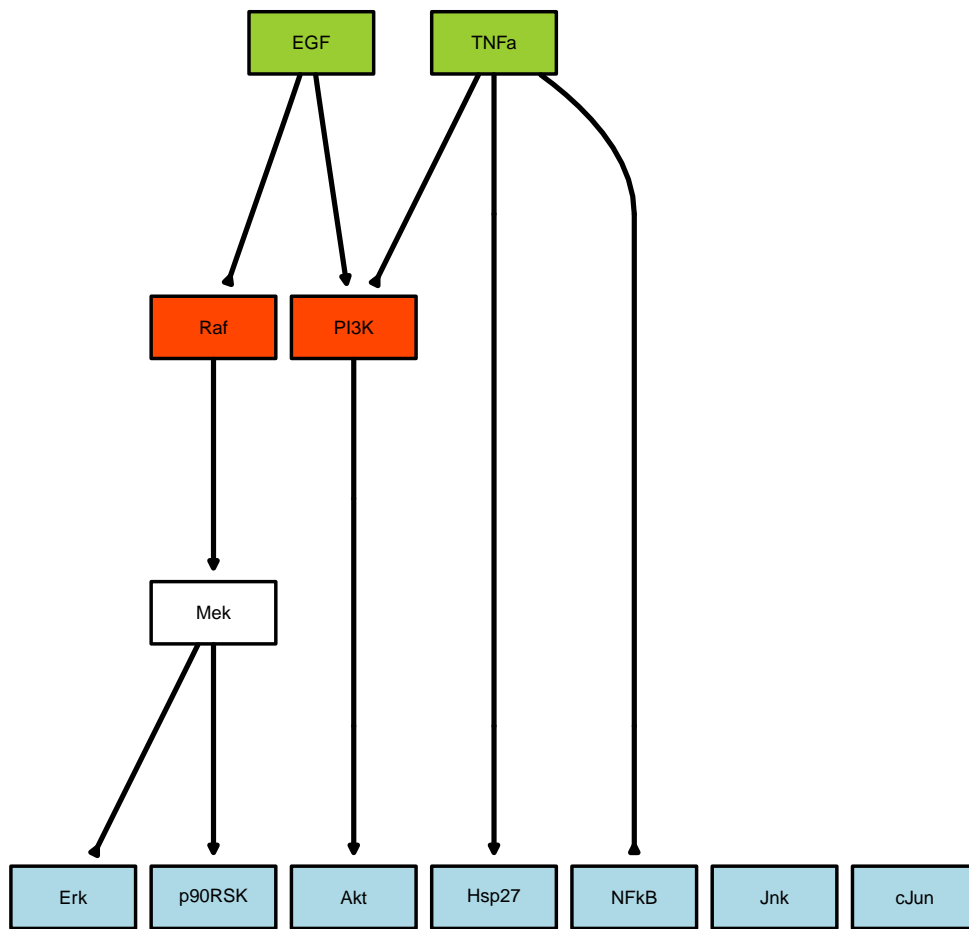 EGF
TNFa
Raf
PI3K
Mek
Erk
p90RSK
Akt
Hsp27
NFkB
Jnk
cJun